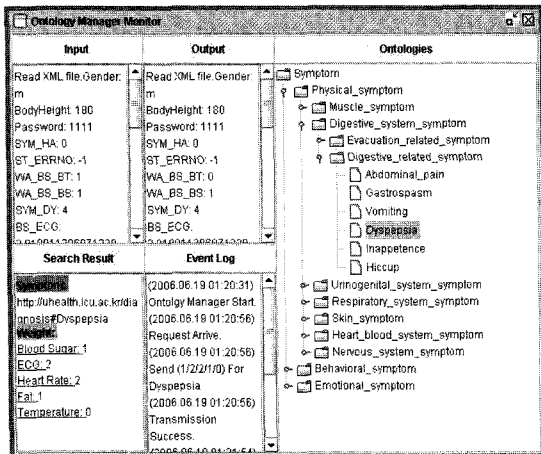 Ontology Manager Monitor
Input
Read XML file.Gender:
m
BodyHeight: 180
Password: 1111
SYM_HA: 0
ST_ERRNO: -1
WA_BS_BT: 1
WA_BS_BS: 1
SYM_DY: 4
BS_ECG:
Output
Read XML file.Gender:
m
BodyHeight: 180
Password: 1111
SYM_HA: 0
ST_ERRNO: -1
WA_BS_BT: 0
WA_BS_BS: 1
SYM_DY: 4
BS_ECG:
Ontologies
Symptom
Physical_symptom
Muscle_symptom
Digestive_system_symptom
Evacuation_related_symptom
Digestive_related_symptom
Abdominal_pain
Gastrospasm
Vomiting
Dyspepsia
Inappetence
Hiccup
Urinogenital_system_symptom
Respiratory_system_symptom
Skin_symptom
Heart_blood_system_symptom
Nervous_system_symptom
Behavioral_symptom
Emotional_symptom
Search Result
Symptom:
http://uhealth.icu.ac.kr/dia
gnosis#Dyspepsia
Weight:
Blood Sugar: 1
ECG: 2
Heart Rate: 2
Fat: 1
Temperature: 0
Event Log
(2006.06.19 01:20:31)
Ontolgy Manager Start.
(2006.06.19 01:20:56)
Request Arrive.
(2006.06.19 01:20:56)
Send (1/2/2/1/0) For
Dyspepsia
(2006.06.19 01:20:56)
Transmission
Success.